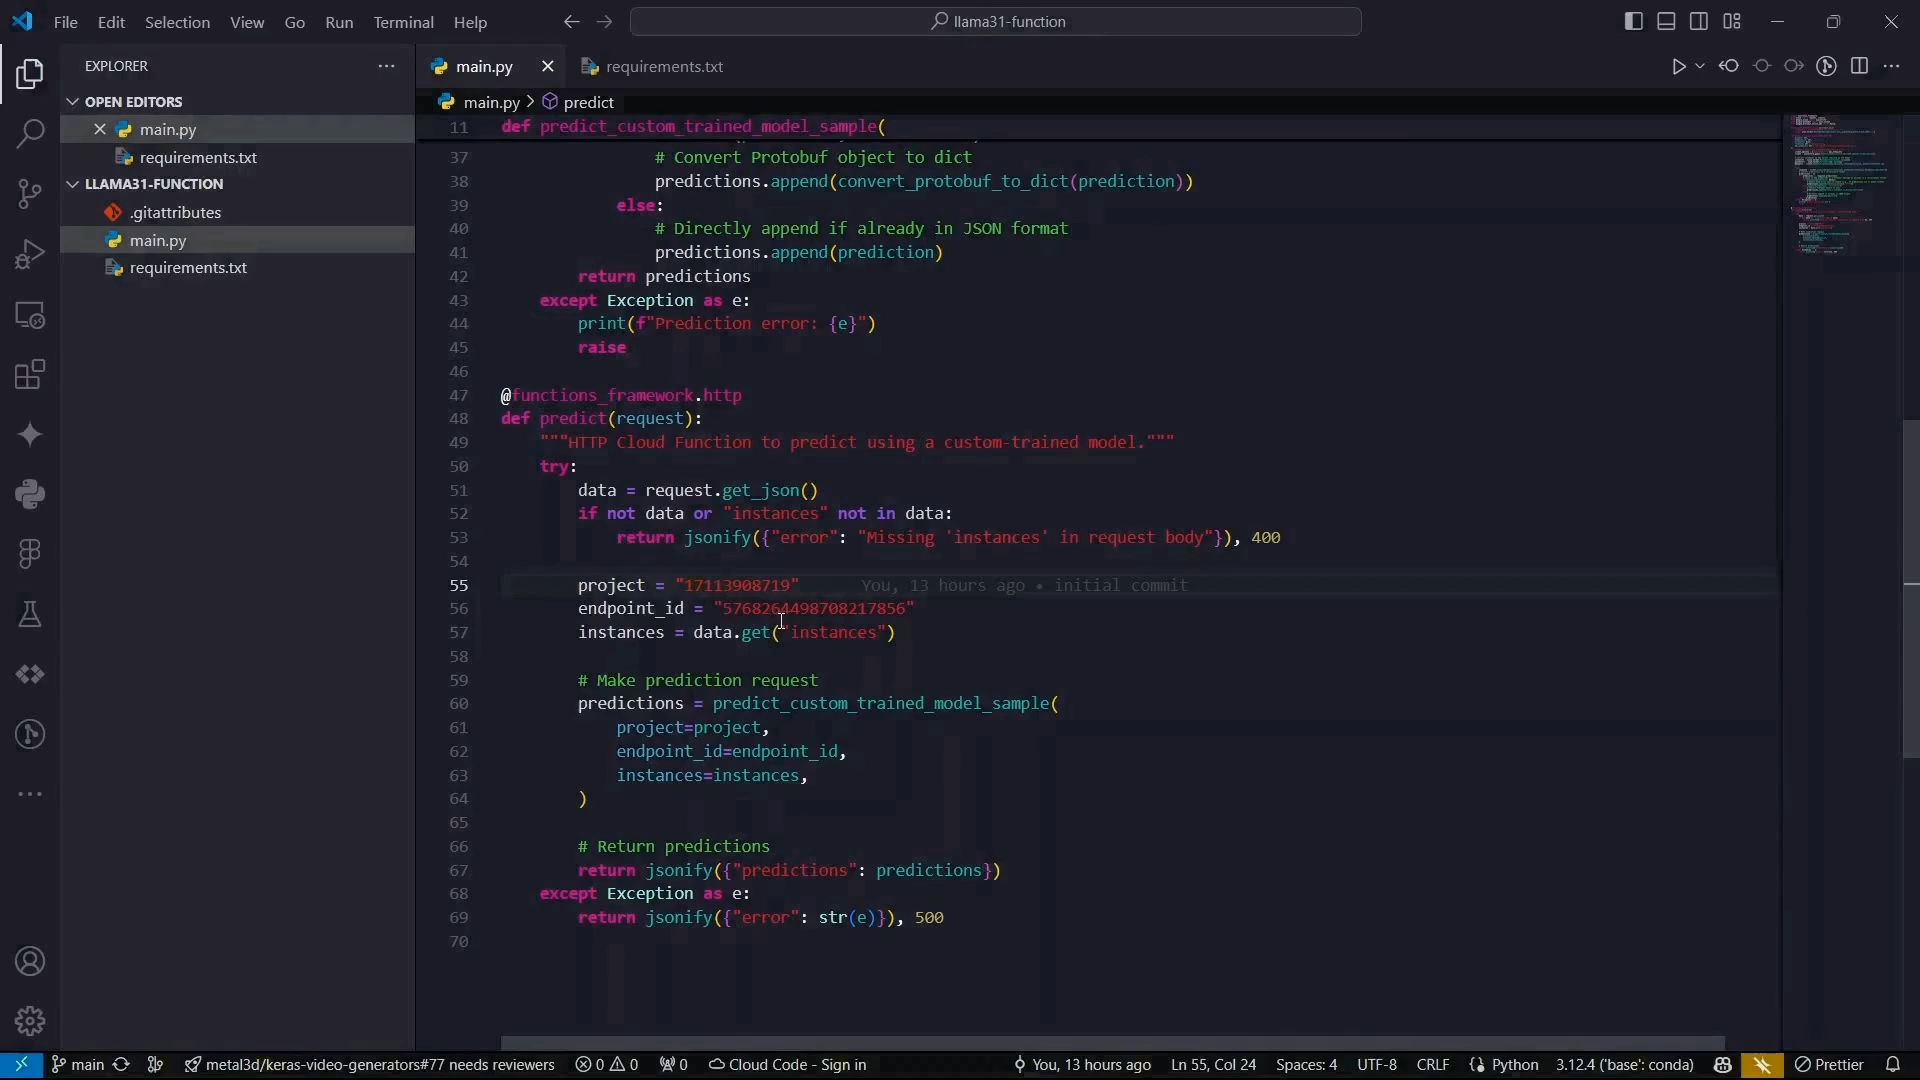 File Edit Selection View Go Run Terminal Help
llama31-function
EXPLORER
OPEN EDITORS
main.py
requirements.txt
LLAMA31-FUNCTION
.gitattributes
main.py
requirements.txt
main.py
requirements.txt
main.py > predict
11 def predict_custom_trained_model_sample(
37 # Convert Protobuf object to dict
38 predictions.append(convert_protobuf_to_dict(prediction))
39 else:
40 # Directly append if already in JSON format
41 predictions.append(prediction)
42 return predictions
43 except Exception as e:
44 print(f"Prediction error: {e}")
45 raise
46
47 @functions_framework.http
48 def predict(request):
49 """HTTP Cloud Function to predict using a custom-trained model."""
50 try:
51 data = request.get_json()
52 if not data or "instances" not in data:
53 return jsonify({"error": "Missing 'instances' in request body"}), 400
54
55 project = "17113908719" You, 13 hours ago • initial commit
56 endpoint_id = "5768264498708217856"
57 instances = data.get("instances")
58
59 # Make prediction request
60 predictions = predict_custom_trained_model_sample(
61 project=project,
62 endpoint_id=endpoint_id,
63 instances=instances,
64 )
65
66 # Return predictions
67 return jsonify({"predictions": predictions})
68 except Exception as e:
69 return jsonify({"error": str(e)}), 500
70
main metal3d/keras-video-generators#77 needs reviewers 0 0 0 Cloud Code - Sign in You, 13 hours ago Ln 55, Col 24 Spaces: 4 UTF-8 CRLF Python 3.12.4 ('base': conda) Prettier